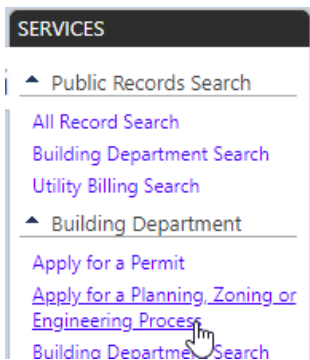 SERVICES
Public Records Search
All Record Search
Building Department Search
Utility Billing Search
Building Department
Apply for a Permit
Apply for a Planning, Zoning or
Engineering Process
Building Department Search